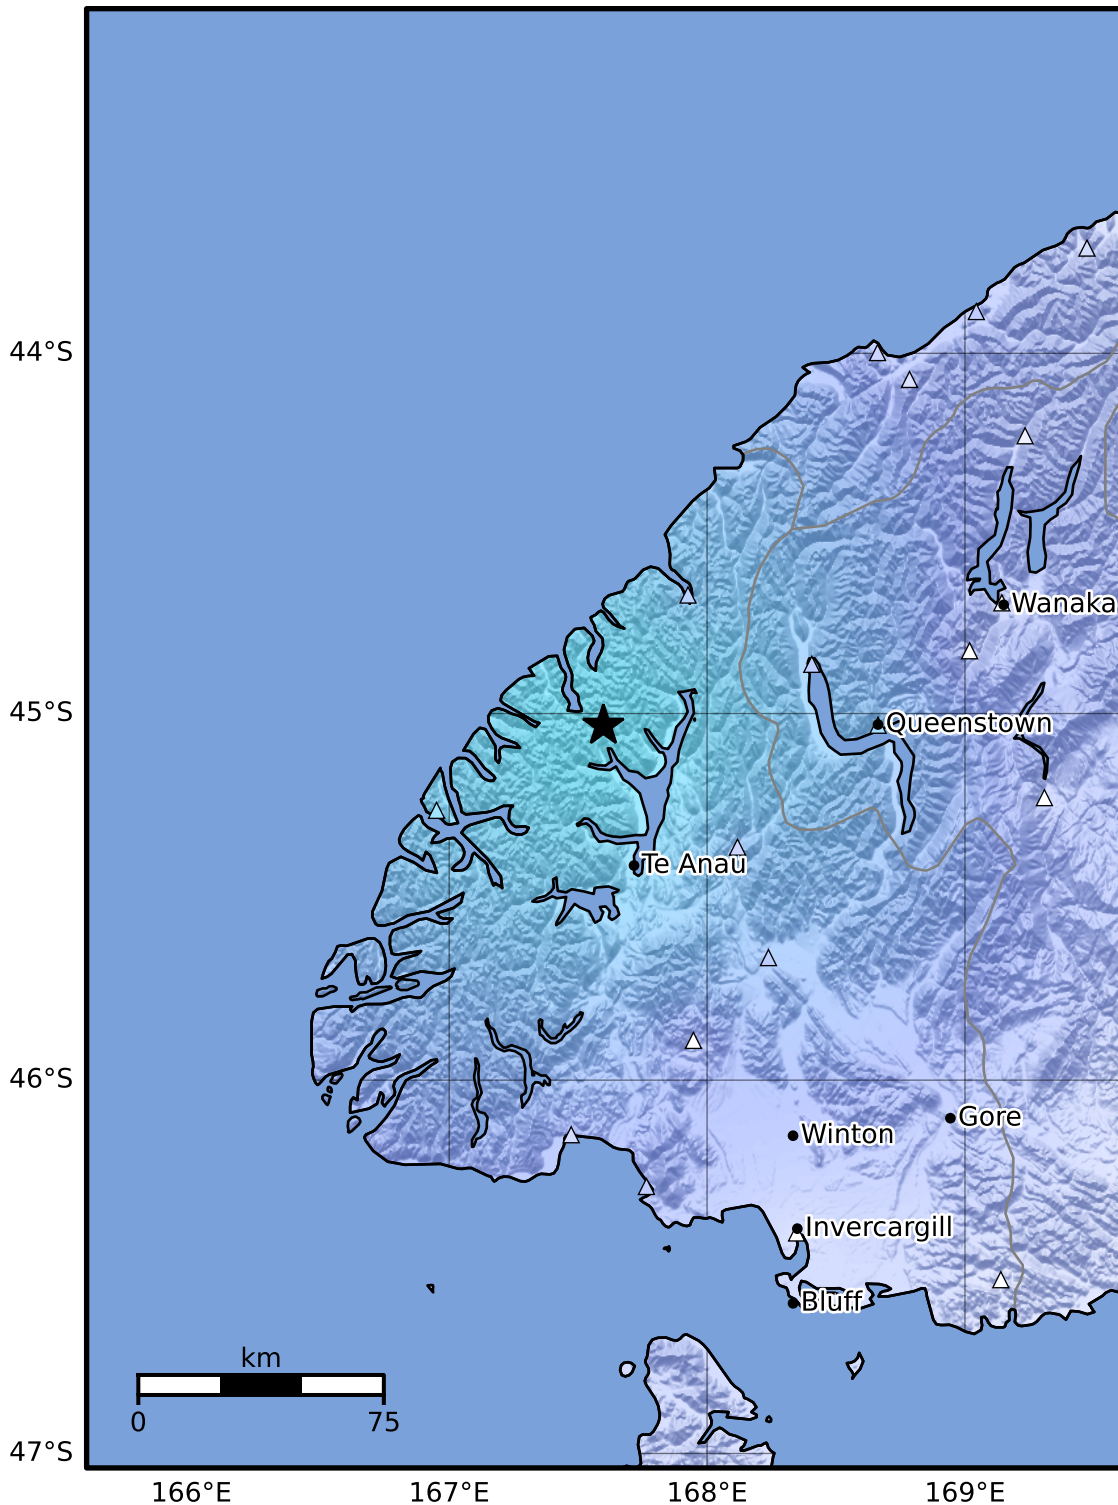 44°S
Wanaka
45°S
Queenstown
Te Anau
46°S
Gore
Winton
Invercargill
Bluff
km
0 75
47°S
166°E 167°E 168°E 169°E